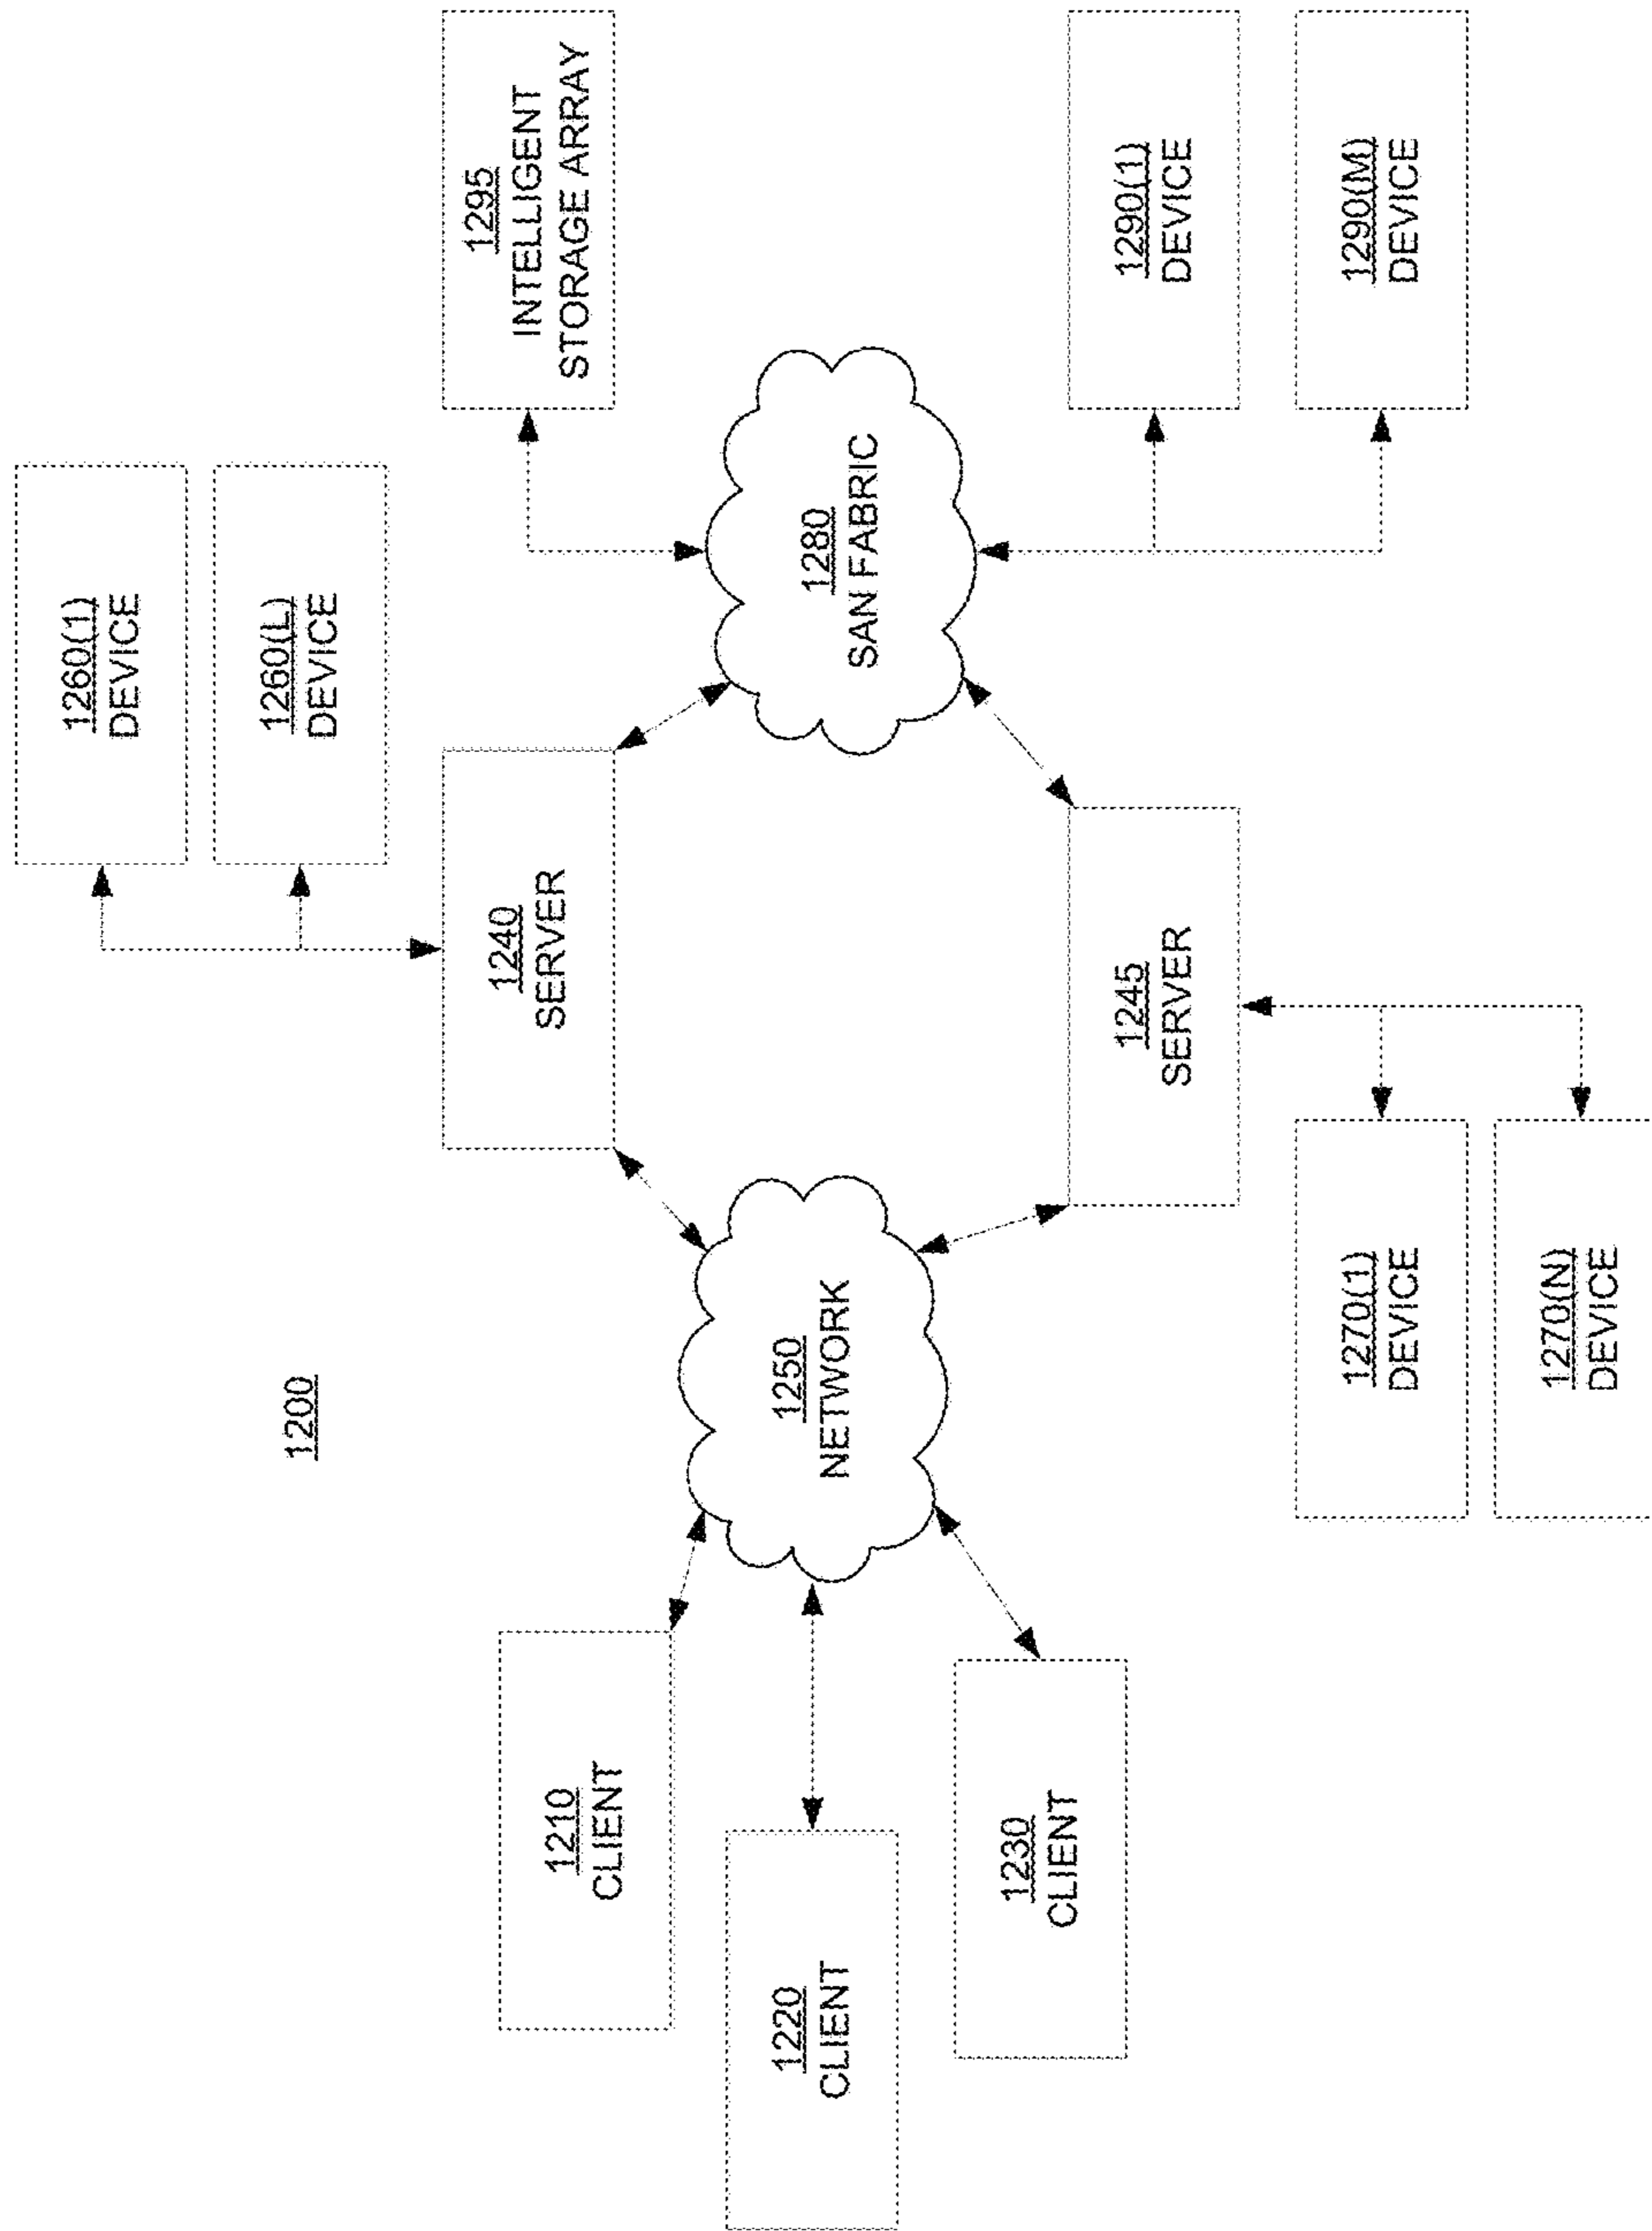 1200
1210
CLIENT
1220
CLIENT
1230
CLIENT
1250
NETWORK
1240
SERVER
1245
SERVER
1260(1)
DEVICE
1260(L)
DEVICE
1270(1)
DEVICE
1270(N)
DEVICE
1280
SAN FABRIC
1295
INTELLIGENT
STORAGE ARRAY
1290(1)
DEVICE
1290(M)
DEVICE